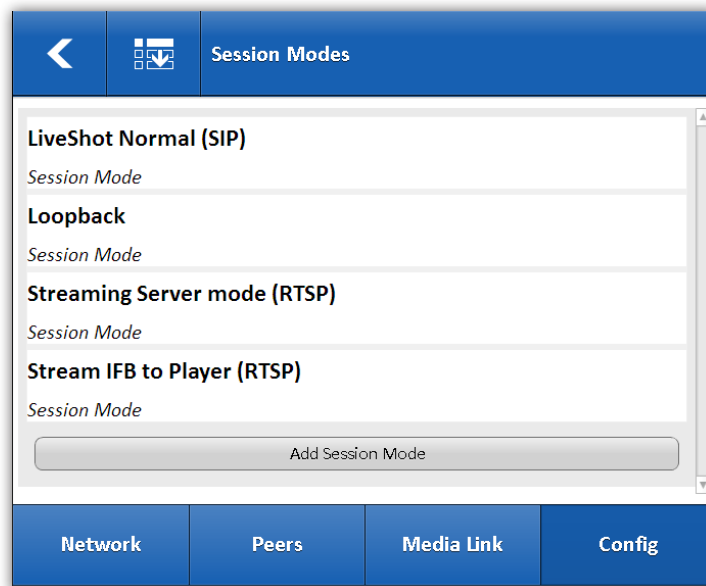 Session Modes
LiveShot Normal (SIP)
Session Mode
Loopback
Session Mode
Streaming Server mode (RTSP)
Session Mode
Stream IFB to Player (RTSP)
Session Mode
Add Session Mode
Network Peers Media Link Config